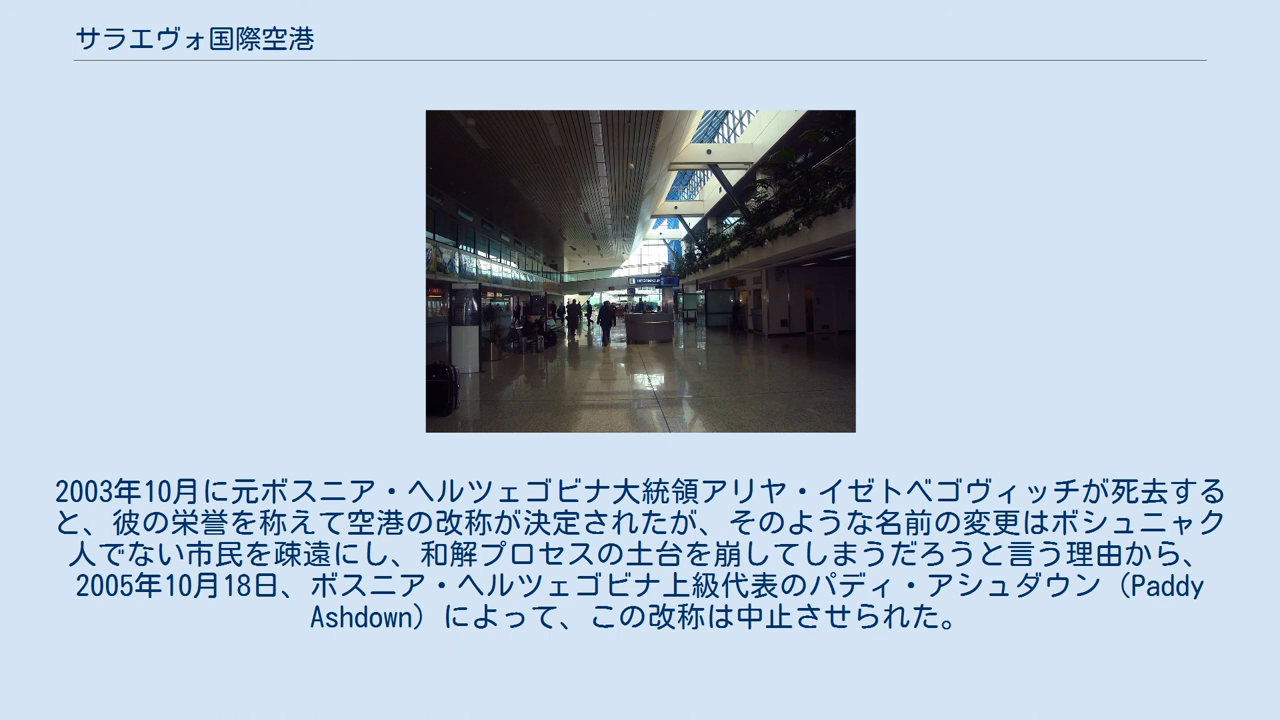 サラエヴォ国際空港
2003年10月に元ボスニア・ヘルツェゴビナ大統領アリヤ・イゼトベゴヴィッチが死去する
と、彼の栄誉を称えて空港の改称が決定されたが、そのような名前の変更はボシュニャク
人でない市民を疎遠にし、和解プロセスの土台を崩してしまうだろうと言う理由から、
2005年10月18日、ボスニア・ヘルツェゴビナ上級代表のパディ・アシュダウン（Paddy
Ashdown）によって、この改称は中止させられた。